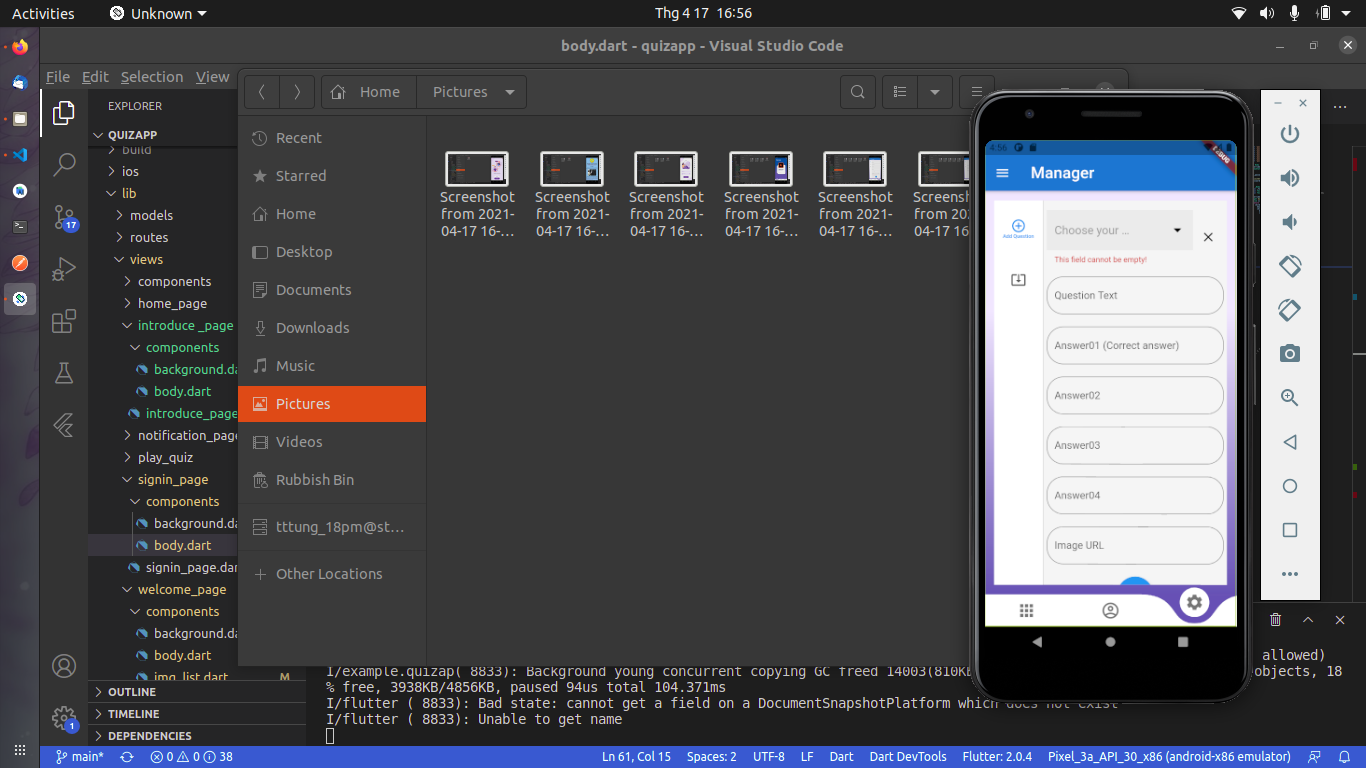 Activities
Unknown
Thg 4 17 16:56
body.dart - quizapp - Visual Studio Code
File Edit Selection View
EXPLORER
QUIZAPP
build
ios
lib
models
routes
views
components
home_page
introduce _page
components
background.da
body.dart
introduce_page
notification_page
play_quiz
signin_page
components
background.da
body.dart
signin_page.dar
welcome_page
components
background.da
body.dart
img_list.dart M
OUTLINE
TIMELINE
DEPENDENCIES
17
1
Home
Pictures
Recent
Starred
Home
Desktop
Documents
Downloads
Music
Pictures
Videos
Rubbish Bin
tttung_18pm@st...
Other Locations
Screenshot from 2021-04-17 16-...
Screenshot from 2021-04-17 16-...
Screenshot from 2021-04-17 16-...
Screenshot from 2021-04-17 16-...
Screenshot from 2021-04-17 16-...
4:56
DEBUG
Manager
Add Question
Choose your ...
This field cannot be empty!
Question Text
Answer01 (Correct answer)
Answer02
Answer03
Answer04
Image URL
allowed)
I/example.quizap( 8833): Background young concurrent copying GC freed 14003(810KB
objects, 18
% free, 3938KB/4856KB, paused 94us total 104.371ms
I/flutter ( 8833): Bad state: cannot get a field on a DocumentSnapshotPlatform which does not exist
I/flutter ( 8833): Unable to get name
main*
0 0 38
Ln 61, Col 15
Spaces: 2
UTF-8
LF
Dart
Dart DevTools
Flutter: 2.0.4
Pixel_3a_API_30_x86 (android-x86 emulator)